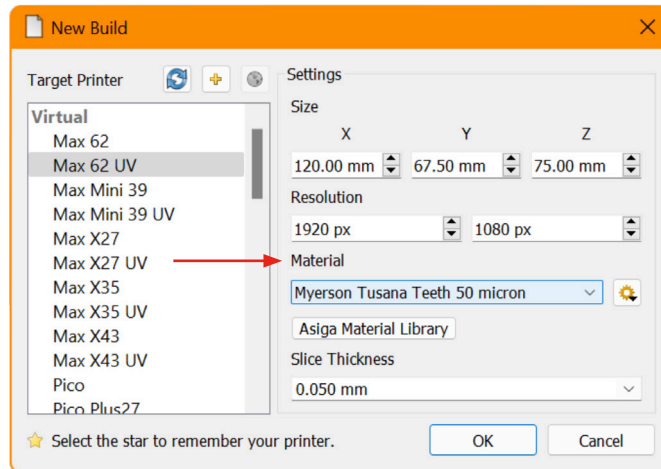 New Build
Target Printer
Virtual
Max 62
Max 62 UV
Max Mini 39
Max Mini 39 UV
Max X27
Max X27 UV
Max X35
Max X35 UV
Max X43
Max X43 UV
Pico
Pico Plus27
Select the star to remember your printer.
Settings
Size
X Y Z
120.00 mm 67.50 mm 75.00 mm
Resolution
1920 px 1080 px
Material
Myerson Tusana Teeth 50 micron
Asiga Material Library
Slice Thickness
0.050 mm
OK Cancel